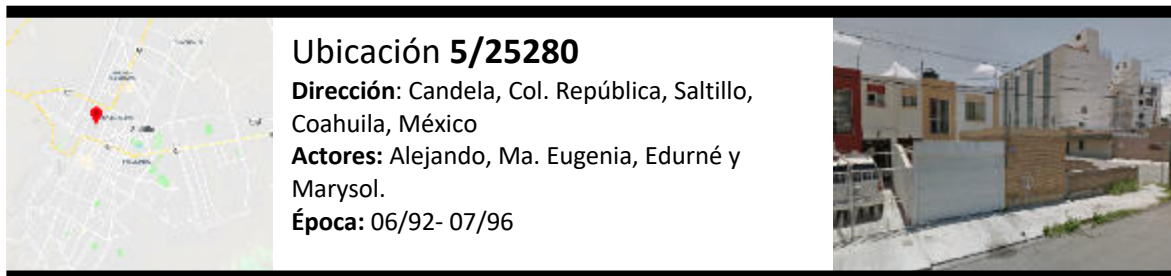 Ubicación 5/25280
Dirección: Candela, Col. República, Saltillo,
Coahuila, México
Actores: Alejando, Ma. Eugenia, Edurné y
Marysol.
Época: 06/92- 07/96